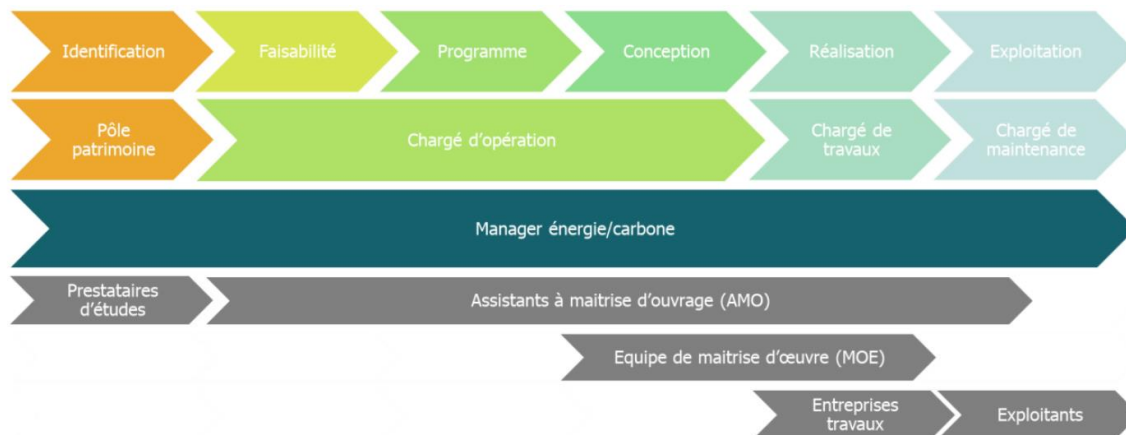 Identification
Faisabilité
Programme
Conception
Réalisation
Exploitation
Pôle
patrimoine
Chargé d'opération
Chargé de
travaux
Chargé de
maintenance
Manager énergie/carbone
Prestataires
d'études
Assistants à maitrise d'ouvrage (AMO)
Equipe de maitrise d'œuvre (MOE)
Entreprises
travaux
Exploitants